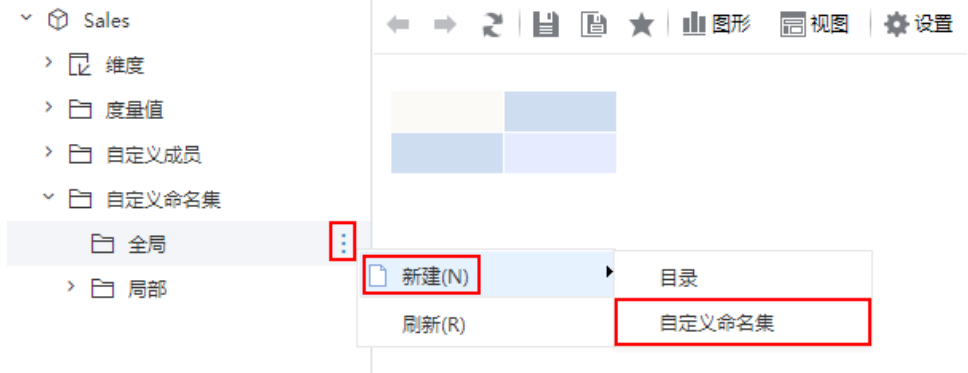 Sales
维度
度量值
自定义成员
自定义命名集
全局
局部
图形 视图 设置
新建(N)
刷新(R)
目录
自定义命名集